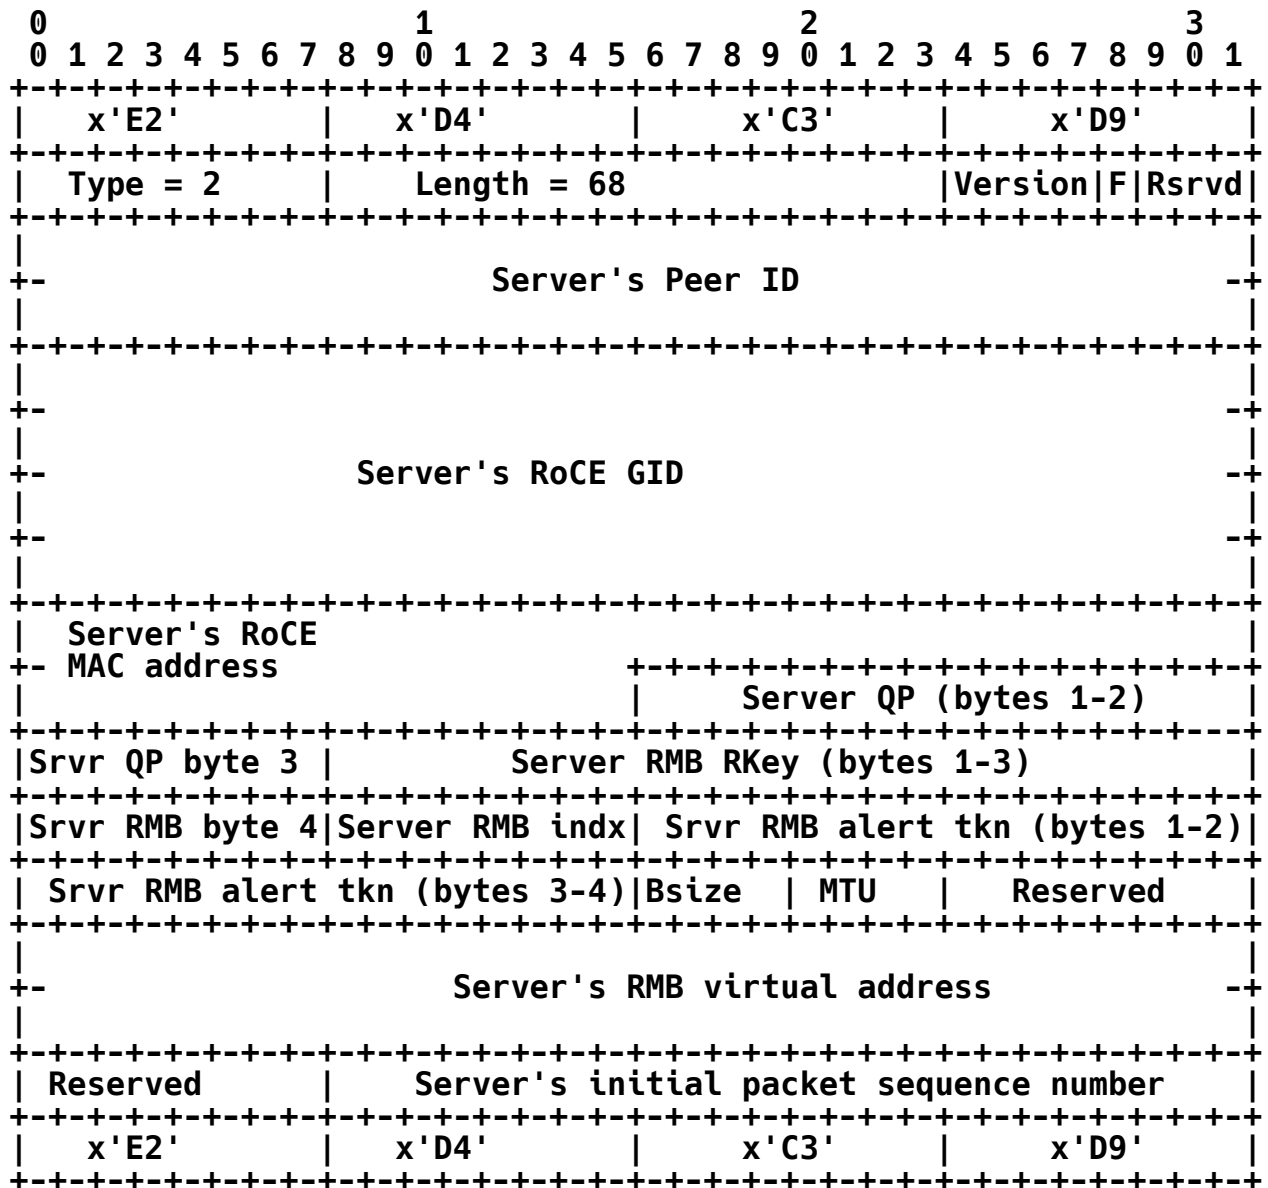 0                   1                   2                   3
0 1 2 3 4 5 6 7 8 9 0 1 2 3 4 5 6 7 8 9 0 1 2 3 4 5 6 7 8 9 0 1
+-+-+-+-+-+-+-+-+-+-+-+-+-+-+-+-+-+-+-+-+-+-+-+-+-+-+-+-+-+-+-+-+
|   x'E2'       |   x'D4'       |     x'C3'     |     x'D9'     |
+-+-+-+-+-+-+-+-+-+-+-+-+-+-+-+-+-+-+-+-+-+-+-+-+-+-+-+-+-+-+-+-+
|  Type = 2     |    Length = 68                |Version|F|Rsrvd|
+-+-+-+-+-+-+-+-+-+-+-+-+-+-+-+-+-+-+-+-+-+-+-+-+-+-+-+-+-+-+-+-+
|                                                               |
+-                       Server's Peer ID                      -+
|                                                               |
+-+-+-+-+-+-+-+-+-+-+-+-+-+-+-+-+-+-+-+-+-+-+-+-+-+-+-+-+-+-+-+-+
|                                                               |
+-                                                             -+
|                                                               |
+-                Server's RoCE GID                            -+
|                                                               |
+-                                                             -+
|                                                               |
+-+-+-+-+-+-+-+-+-+-+-+-+-+-+-+-+-+-+-+-+-+-+-+-+-+-+-+-+-+-+-+-+
|  Server's RoCE                                                |
+- MAC address                  +-+-+-+-+-+-+-+-+-+-+-+-+-+-+-+-+
|                               |     Server QP (bytes 1-2)     |
+-+-+-+-+-+-+-+-+-+-+-+-+-+-+-+-+-+-+-+-+-+-+-+-+-+-+-+-+-+-+---+
|Srvr QP byte 3 |         Server RMB RKey (bytes 1-3)           |
+-+-+-+-+-+-+-+-+-+-+-+-+-+-+-+-+-+-+-+-+-+-+-+-+-+-+-+-+-+-+-+-+
|Srvr RMB byte 4|Server RMB indx| Srvr RMB alert tkn (bytes 1-2)|
+-+-+-+-+-+-+-+-+-+-+-+-+-+-+-+-+-+-+-+-+-+-+-+-+-+-+-+-+-+-+-+-+
| Srvr RMB alert tkn (bytes 3-4)|Bsize  | MTU   |   Reserved    |
+-+-+-+-+-+-+-+-+-+-+-+-+-+-+-+-+-+-+-+-+-+-+-+-+-+-+-+-+-+-+-+-+
|                                                               |
+-                     Server's RMB virtual address            -+
|                                                               |
+-+-+-+-+-+-+-+-+-+-+-+-+-+-+-+-+-+-+-+-+-+-+-+-+-+-+-+-+-+-+-+-+
| Reserved      |    Server's initial packet sequence number    |
+-+-+-+-+-+-+-+-+-+-+-+-+-+-+-+-+-+-+-+-+-+-+-+-+-+-+-+-+-+-+-+-+
|   x'E2'       |   x'D4'       |     x'C3'     |     x'D9'     |
+-+-+-+-+-+-+-+-+-+-+-+-+-+-+-+-+-+-+-+-+-+-+-+-+-+-+-+-+-+-+-+-+